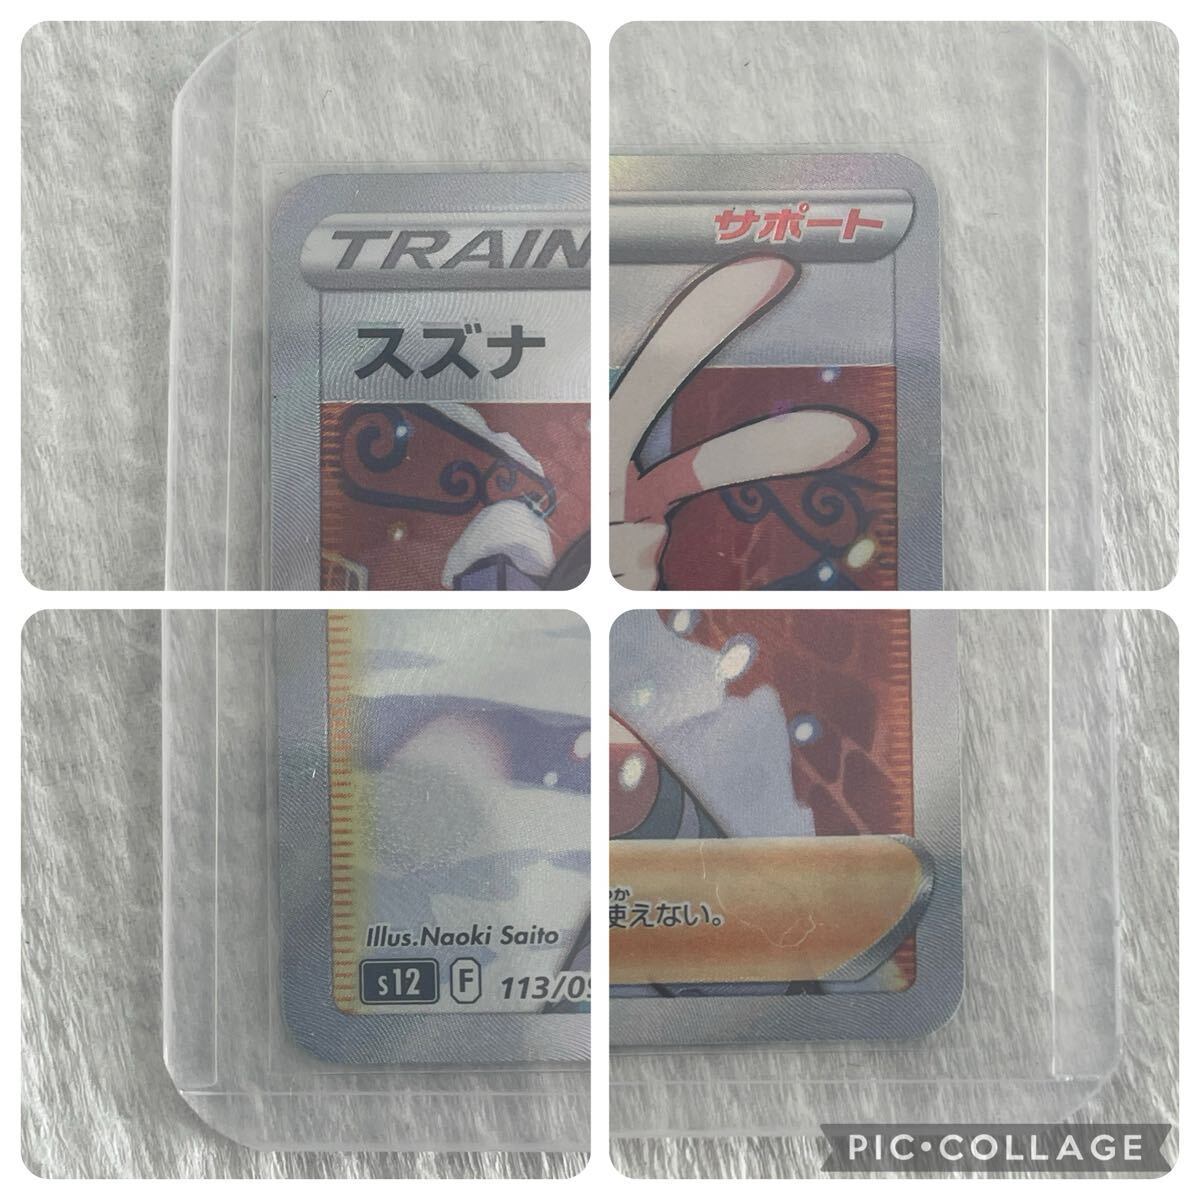 TRAIN
サポート
スズナ
使えない。
Illus.Naoki Saito
s12 F 113/09
PIC•COLLAGE